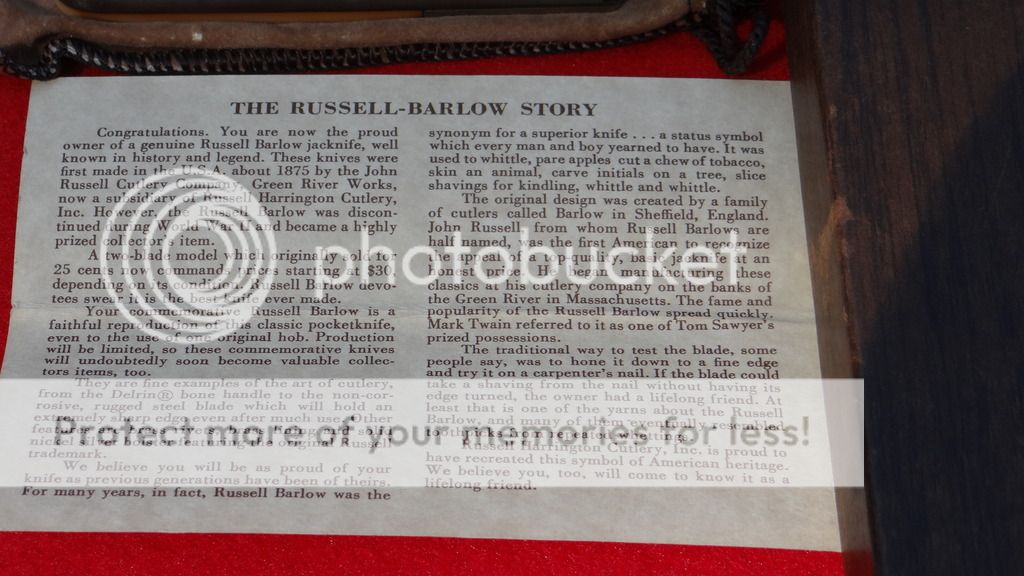 THE RUSSELL-BARLOW STORY
Congratulations. You are now the proud
owner of a genuine Russell Barlow jacknife, well
known in history and legend. These knives were
first made in the U.S.A. about 1875 by the John
Russell Cutlery Company, Green River Works,
now a subsidiary of Russell Harrington Cutlery,
Inc. However, the Russell Barlow was discon-
tinued during World War II and became a highly
prized collectors item.
A two-blade model which originally sold for
25 cents now command prices starting at $30,
depending on its condition. Russell Barlow devo-
tees swear it is the best knife ever made.
Your commemorative Russell Barlow is a
faithful reproduction of this classic pocketknife,
even to the use of one original hob. Production
will be limited, so these commemorative knives
will undoubtedly soon become valuable collec-
tors items, too.
They are fine examples of the art of cutlery,
from the Delrin® bone handle to the non-cor-
rosive, rugged steel blade which will hold an
extremely sharp edge even after much use. Other
trademark.
We believe you will be as proud of your
knife as previous generations have been of theirs.
For many years, in fact, Russell Barlow was the
synonym for a superior knife . . . a status symbol
which every man and boy yearned to have. It was
used to whittle, pare apples cut a chew of tobacco,
skin an animal, carve initials on a tree, slice
shavings for kindling, whittle and whittle.
The original design was created by a family
of cutlers called Barlow in Sheffield, England.
John Russell, from whom Russell Barlows are
half named, was the first American to recognize
the appeal of a top-quality basic jacknife at an
honest price. He began manufacturing these
classics at his cutlery company on the banks of
the Green River in Massachusetts. The fame and
popularity of the Russell Barlow spread quickly.
Mark Twain referred to it as one of Tom Sawyer's
prized possessions.
The traditional way to test the blade, some
people say, was to hone it down to a fine edge
and try it on a carpenter's nail. If the blade could
take a shaving from the nail without having its
edge turned, the owner had a lifelong friend. At
least that is one of the yarns about the Russell
Barlow, and many of them eventually resembled
Russell Harrington Cutlery, Inc. is proud to
have recreated this symbol of American heritage.
We believe you, too, will come to know it as a
lifelong friend.
photobucket
Protect more of your memories for less!